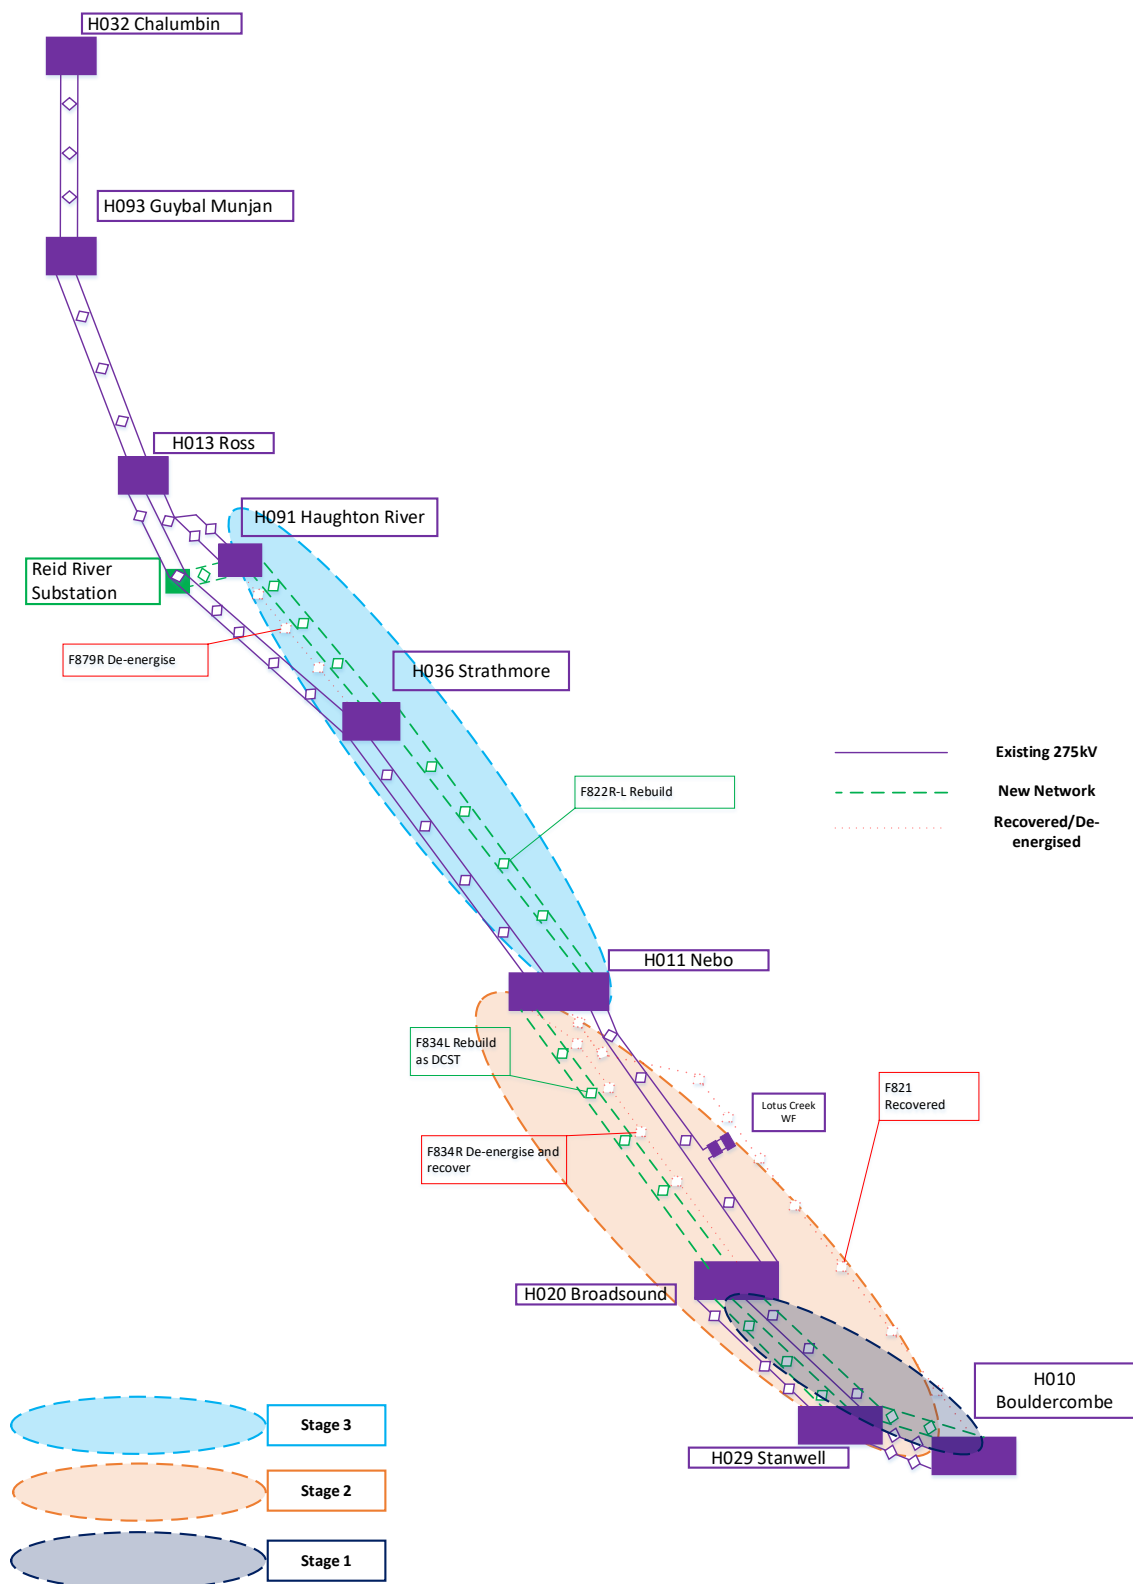 H032 Chalumbin
H093 Guybal Munjan
H013 Ross
H091 Haughton River
Reid River
Substation
F879R De-energise
H036 Strathmore
Existing 275kV
New Network
Recovered/De-
energised
F822R-L Rebuild
H011 Nebo
F834L Rebuild
as DCST
F821
Recovered
Lotus Creek
WF
F834R De-energise and
recover
H020 Broadsound
H010
Bouldercombe
H029 Stanwell
Stage 3
Stage 2
Stage 1